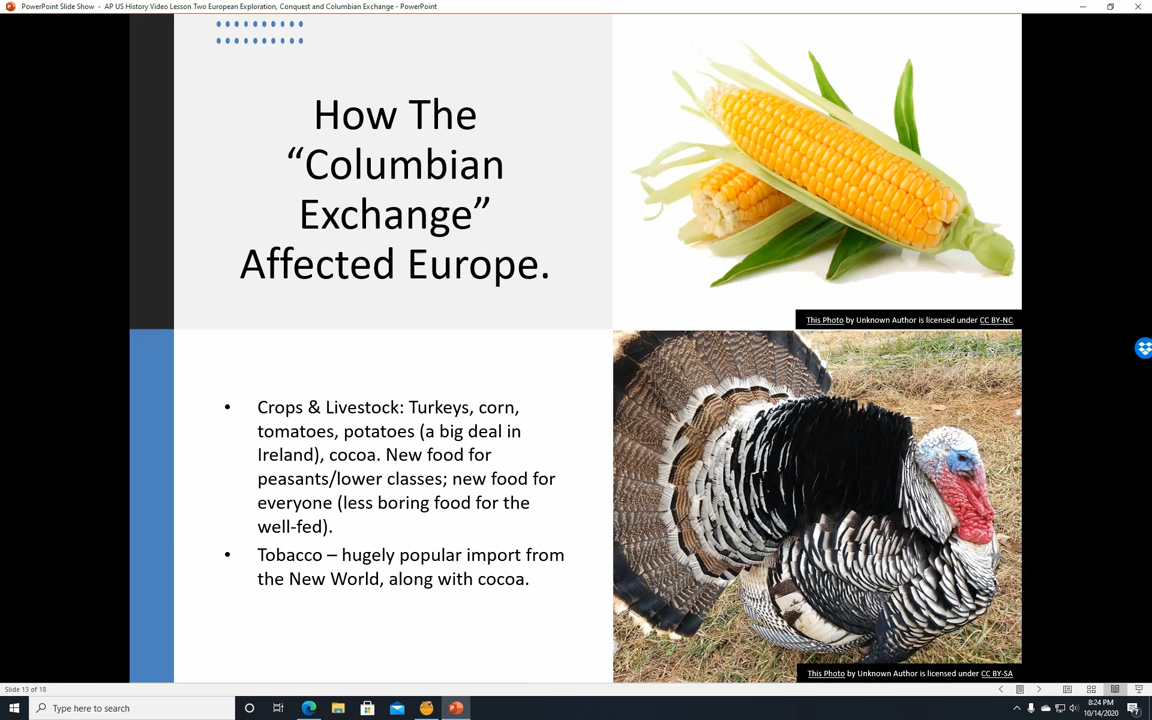 PowerPoint Slide Show - AP US History Video Lesson Two European Exploration, Conquest and Columbian Exchange - PowerPoint
How The
“Columbian
Exchange”
Affected Europe.
This Photo by Unknown Author is licensed under CC BY-NC
• Crops & Livestock: Turkeys, corn,
tomatoes, potatoes (a big deal in
Ireland), cocoa. New food for
peasants/lower classes; new food for
everyone (less boring food for the
well-fed).
• Tobacco – hugely popular import from
the New World, along with cocoa.
This Photo by Unknown Author is licensed under CC BY-SA
Slide 13 of 18
Type here to search
8:24 PM
10/14/2020
7